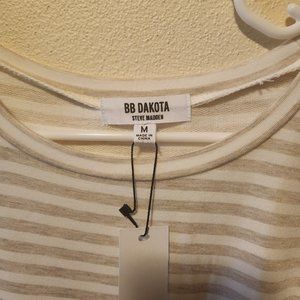 BB DAKOTA
STEVE MADDEN
M
MADE IN
CHINA